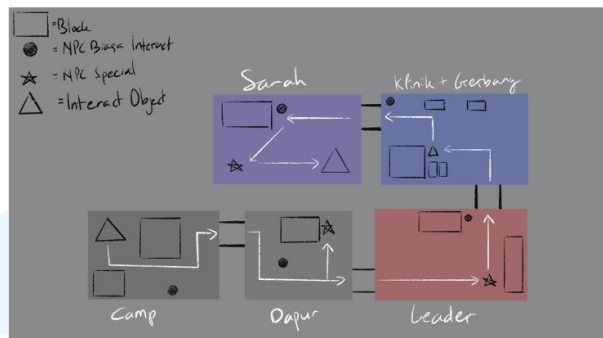 =Block
= NPC Biasa Interact
= NPC Special
=Interact Object
Sarah
Klinik + Gerbang
Camp
Dapur
Leader